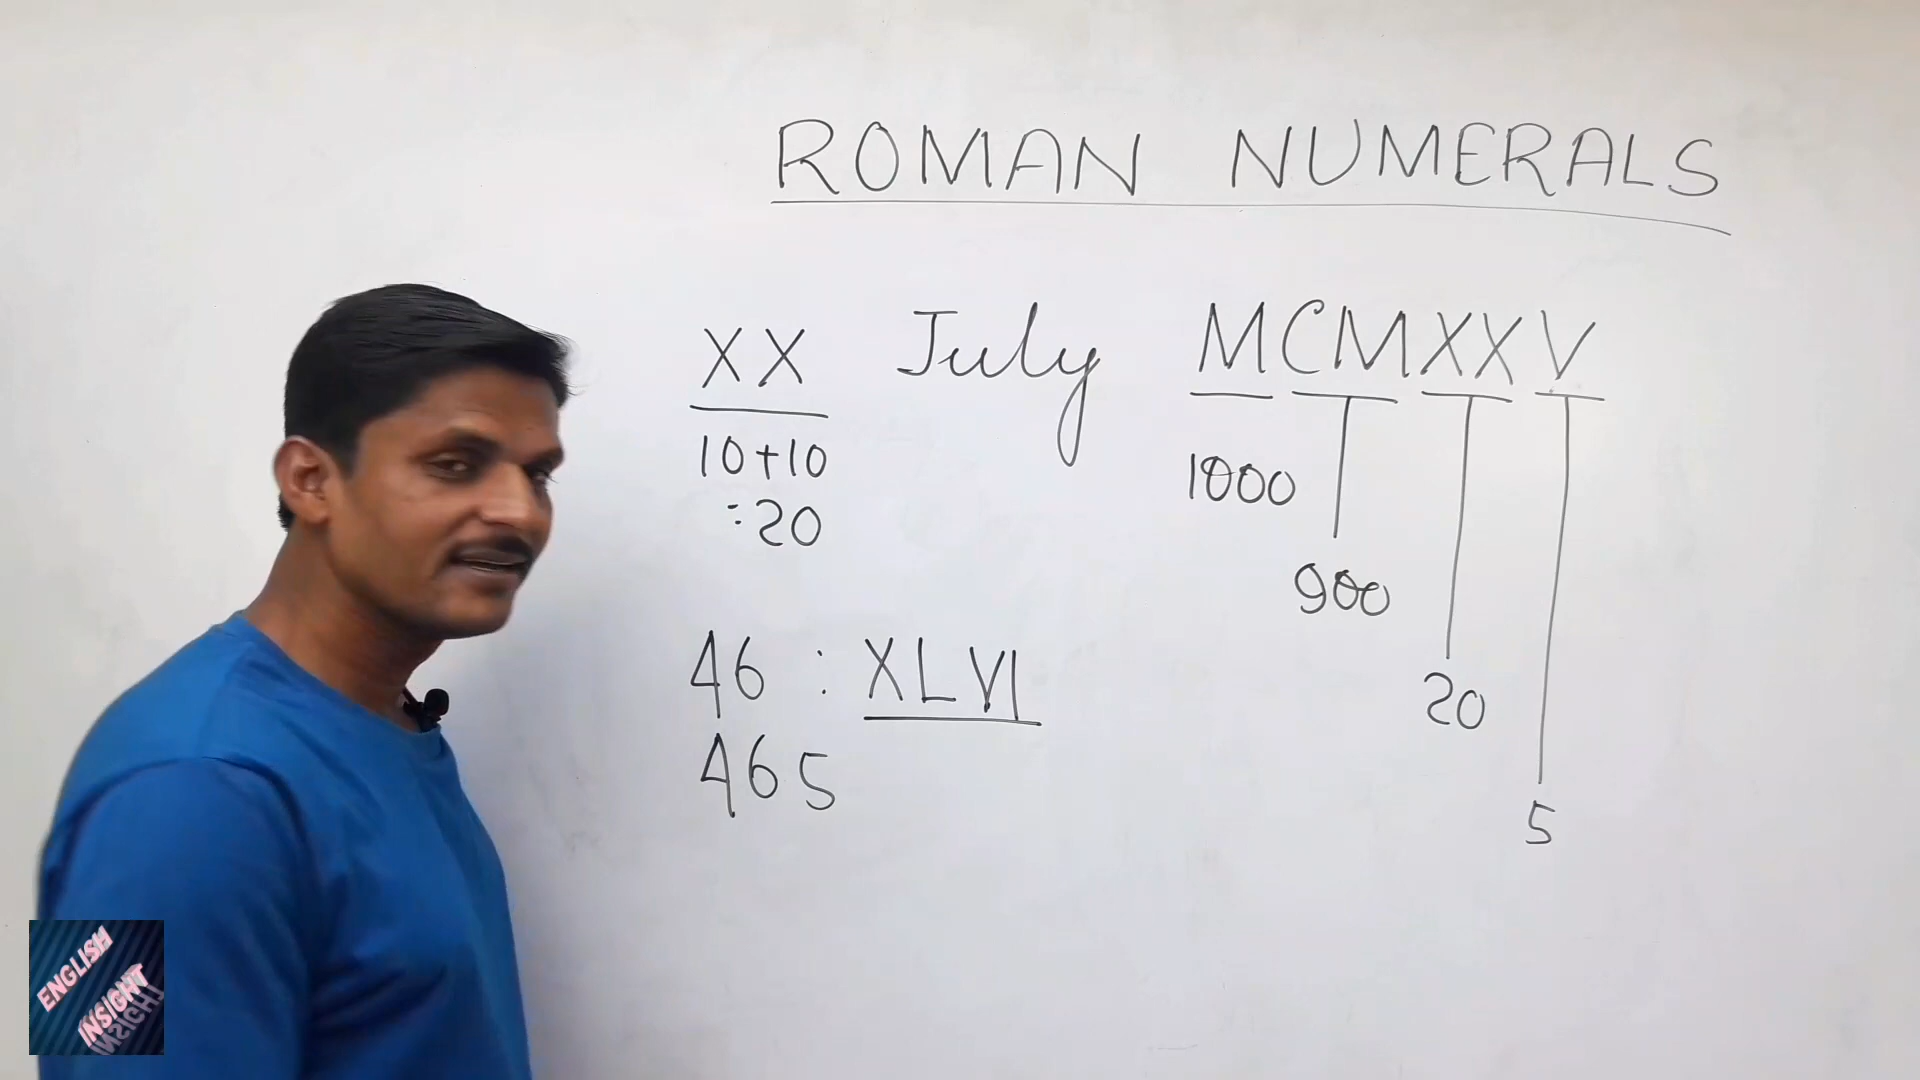 ROMAN NUMERALS
XX July MCMXXV
10+10
=20
1000
900
20
5
46 : XLVI
465
ENGLISH
INSIGHT